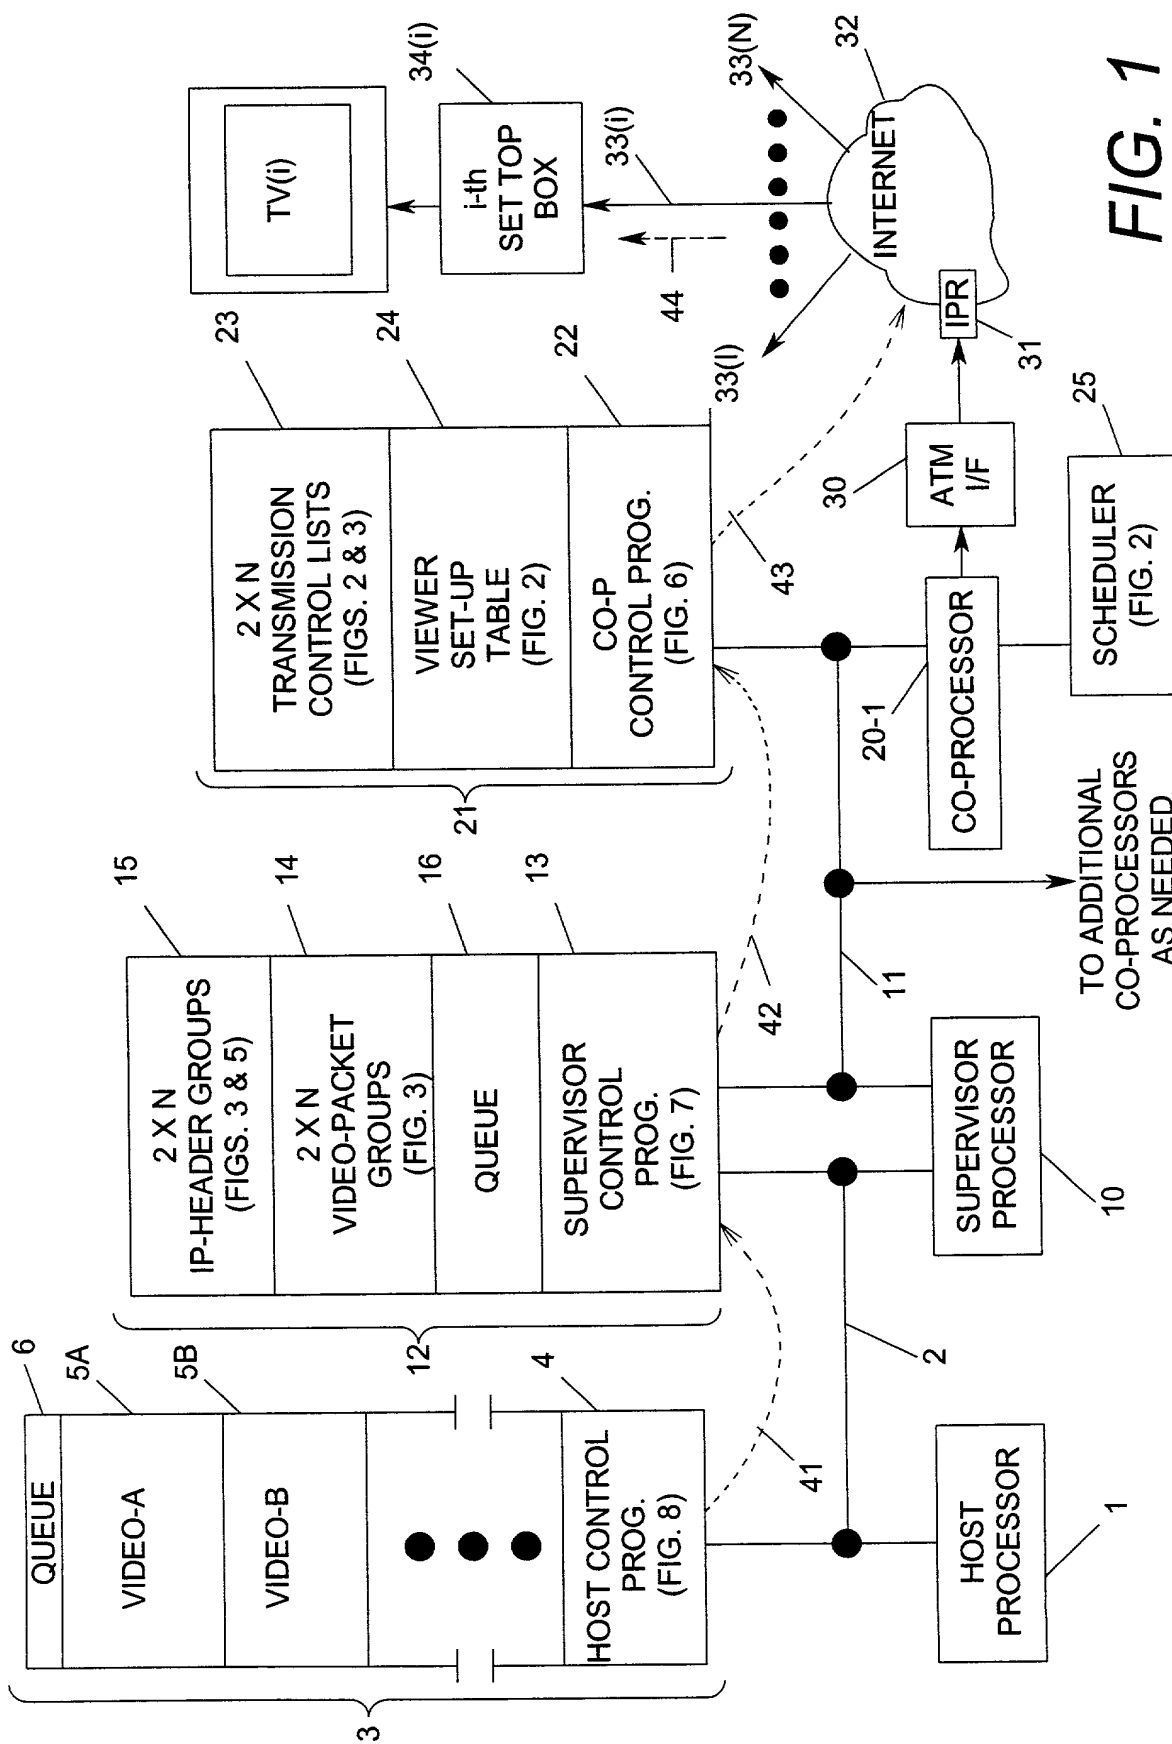 6
QUEUE
5A
VIDEO-A
5B
VIDEO-B
4
HOST CONTROL
PROG.
(FIG. 8)
3
41
2
HOST
PROCESSOR
1
15
2 X N
IP-HEADER GROUPS
(FIGS. 3 & 5)
14
2 X N
VIDEO-PACKET
GROUPS
(FIG. 3)
16
QUEUE
13
SUPERVISOR
CONTROL
PROG.
(FIG. 7)
12
42
11
SUPERVISOR
PROCESSOR
10
TO ADDITIONAL
CO-PROCESSORS
AS NEEDED
23
2 X N
TRANSMISSION
CONTROL LISTS
(FIGS. 2 & 3)
24
VIEWER
SET-UP
TABLE
(FIG. 2)
22
CO-P
CONTROL PROG.
(FIG. 6)
21
43
20-1
CO-PROCESSOR
30
ATM
I/F
25
SCHEDULER
(FIG. 2)
TV(i)
34(i)
i-th
SET TOP
BOX
33(i)
44
33(I)
33(N)
32
INTERNET
IPR
31
FIG. 1